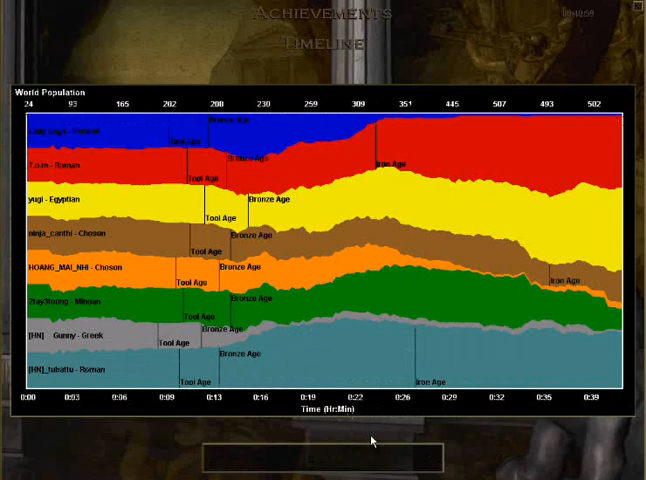 ACHIEVEMENTS
TIMELINE
World Population
24 93 165 202 208 230 259 309 351 445 507 493 502
Bronze Age
Tool Age
T.n.m - Roman
Bronze Age
Tool Age
Iron Age
yugi - Egyptian
Bronze Age
Tool Age
ninja_canthi - Choson
Bronze Age
Tool Age
Iron Age
HOANG_MAI_NHI - Choson
Bronze Age
Tool Age
Minoan
Bronze Age
Tool Age
[HN] Gunny - Greek
Bronze Age
Tool Age
[HN]_tutiattu - Roman
Bronze Age
Tool Age
Iron Age
0:00 0:03 0:06 0:09 0:13 0:16 0:19 0:22 0:26 0:29 0:32 0:35 0:39
Time (Hr:Min)